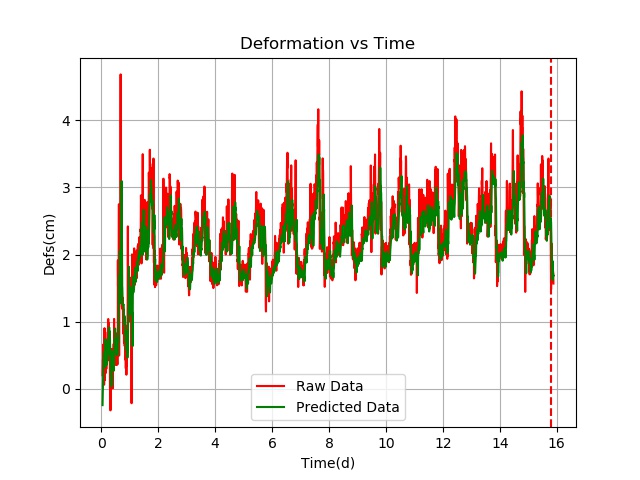 Deformation vs Time
Defs(cm)
4
3
2
1
0
Raw Data
Predicted Data
0 2 4 6 8 10 12 14 16
Time(d)